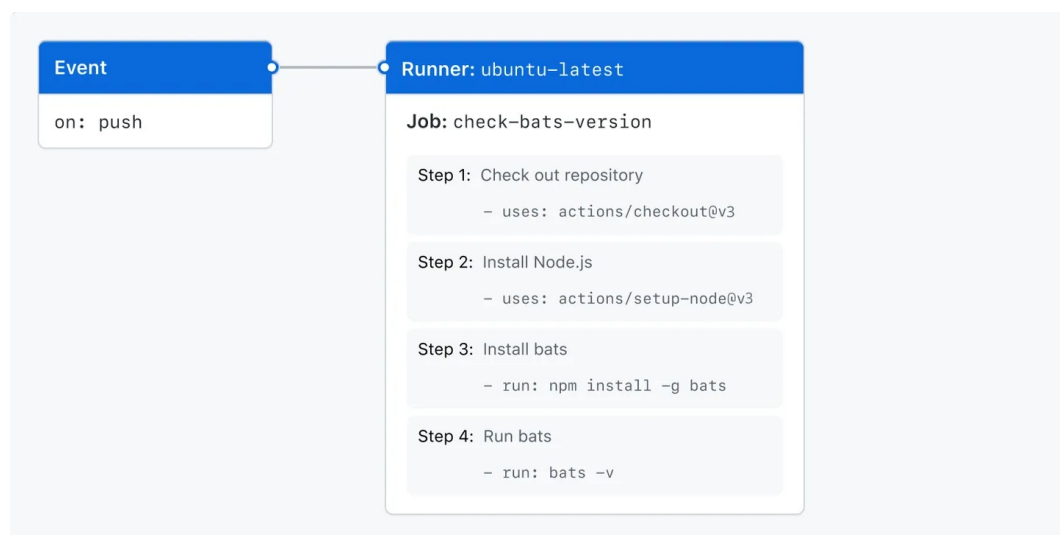 Event
on: push
Runner: ubuntu-latest
Job: check-bats-version
Step 1: Check out repository
- uses: actions/checkout@v3
Step 2: Install Node.js
- uses: actions/setup-node@v3
Step 3: Install bats
- run: npm install -g bats
Step 4: Run bats
- run: bats -v